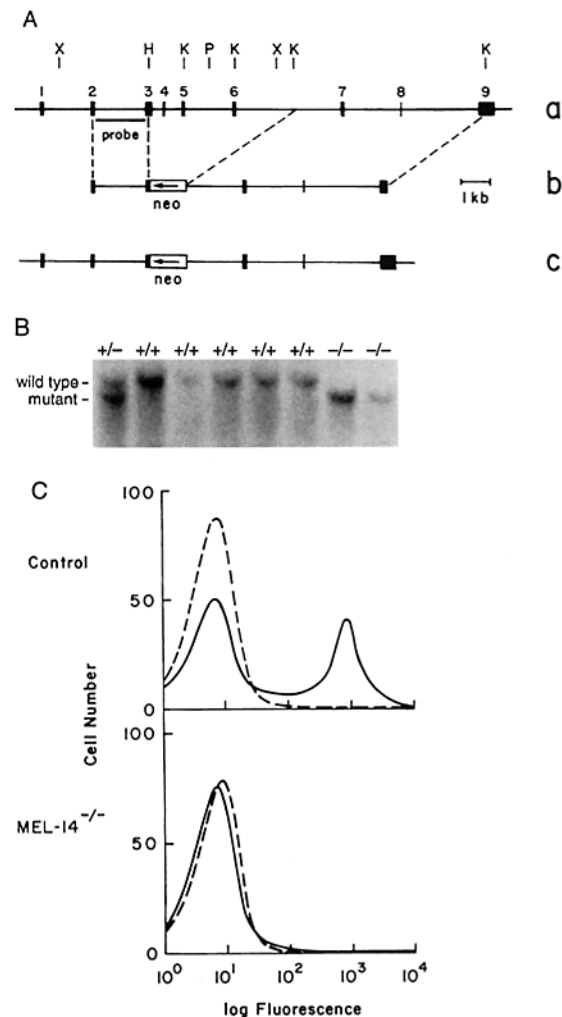 A
X H K P K X K K
1 2 3 4 5 6 7 8 9
a
probe
b
neo
1 kb
c
neo
B
+/− +/+ +/+ +/+ +/+ +/+ −/− −/−
wild type -
mutant -
C
100
Control
50
0
Cell Number
100
MEL-14 −/−
50
0
10⁰ 10¹ 10² 10³ 10⁴
log Fluorescence